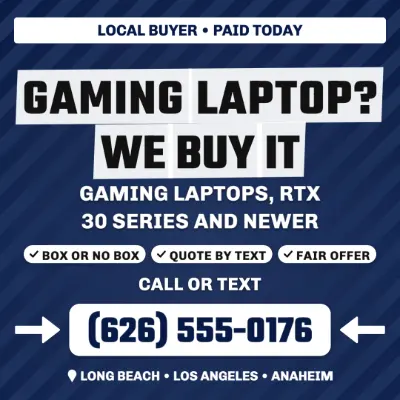 LOCAL BUYER • PAID TODAY
GAMING LAPTOP?
WE BUY IT
GAMING LAPTOPS, RTX
30 SERIES AND NEWER
✓ BOX OR NO BOX ✓ QUOTE BY TEXT ✓ FAIR OFFER
CALL OR TEXT
(626) 555-0176
LONG BEACH • LOS ANGELES • ANAHEIM